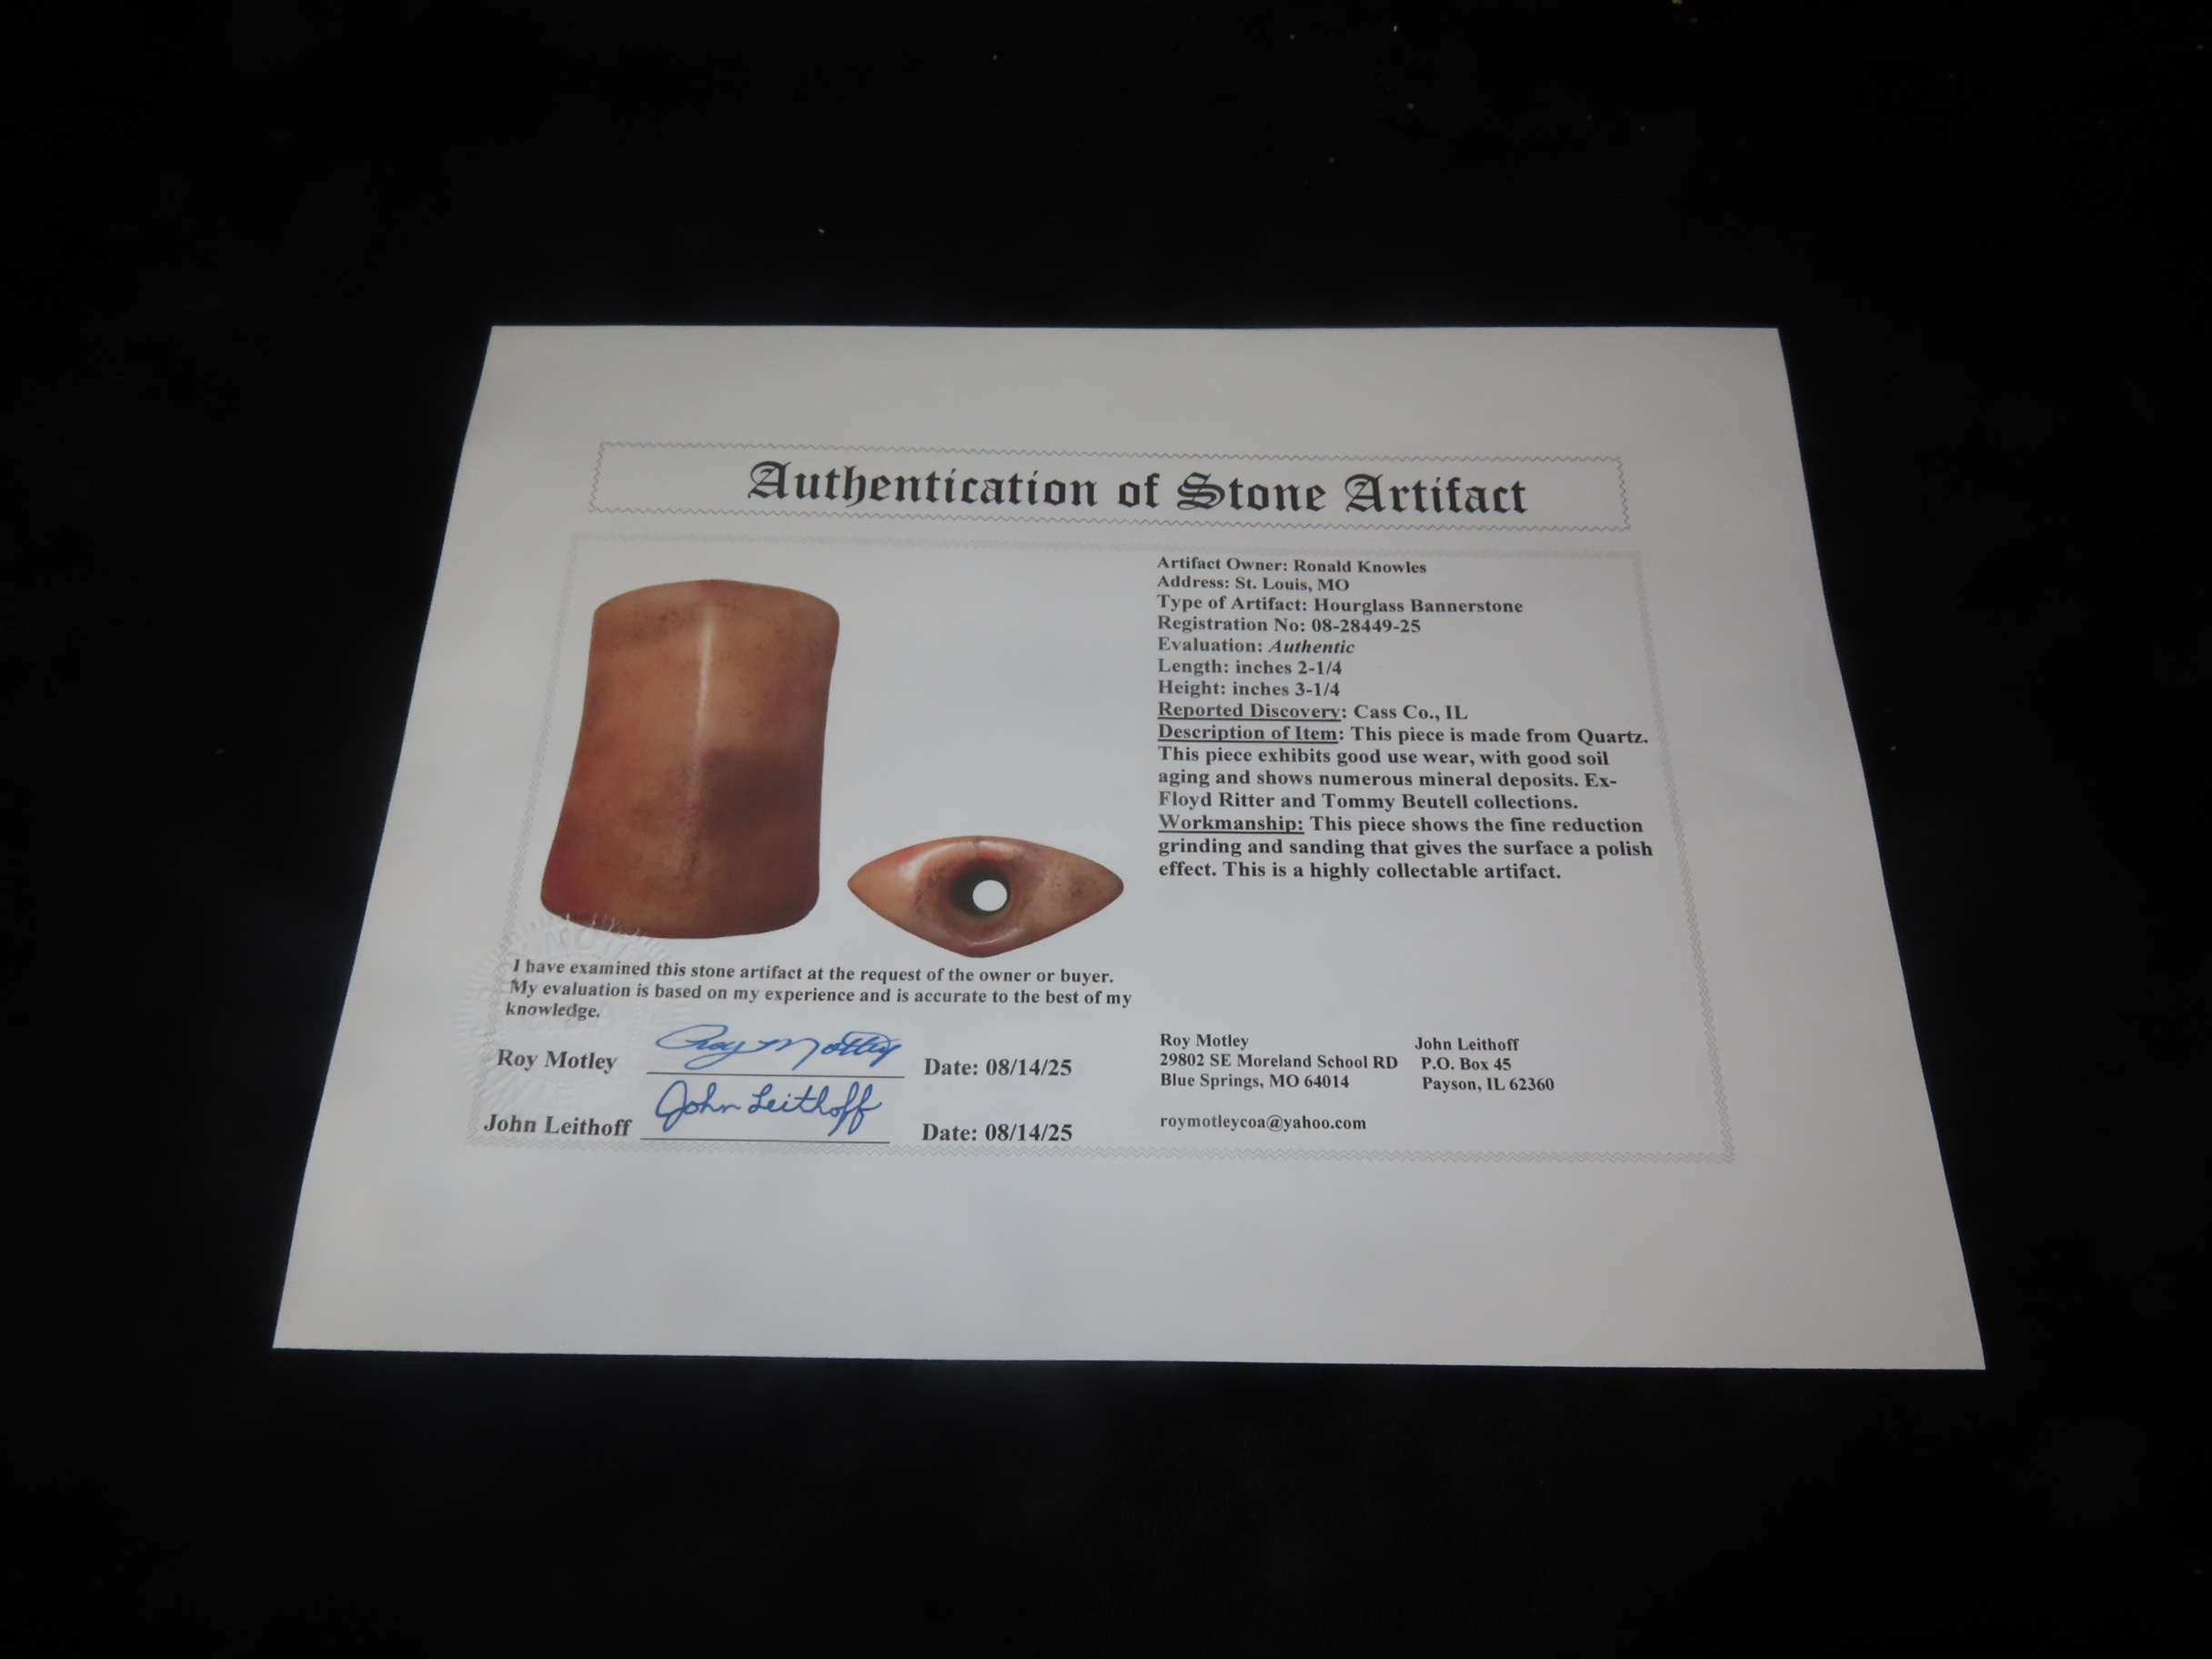 Authentication of Stone Artifact
Artifact Owner: Ronald Knowles
Address: St. Louis, MO
Type of Artifact: Hourglass Bannerstone
Registration No: 08-28449-25
Evaluation: Authentic
Length: inches 2-1/4
Height: inches 3-1/4
Reported Discovery: Cass Co., IL
Description of Item: This piece is made from Quartz.
This piece exhibits good use wear, with good soil
aging and shows numerous mineral deposits. Ex-
Floyd Ritter and Tommy Beutell collections.
Workmanship: This piece shows the fine reduction
grinding and sanding that gives the surface a polish
effect. This is a highly collectable artifact.
I have examined this stone artifact at the request of the owner or buyer.
My evaluation is based on my experience and is accurate to the best of my
knowledge.
Roy Motley Roy Motley Date: 08/14/25
John Leithoff John Leithoff Date: 08/14/25
Roy Motley John Leithoff
29802 SE Moreland School RD P.O. Box 45
Blue Springs, MO 64014 Payson, IL 62360
roymotleycoa@yahoo.com